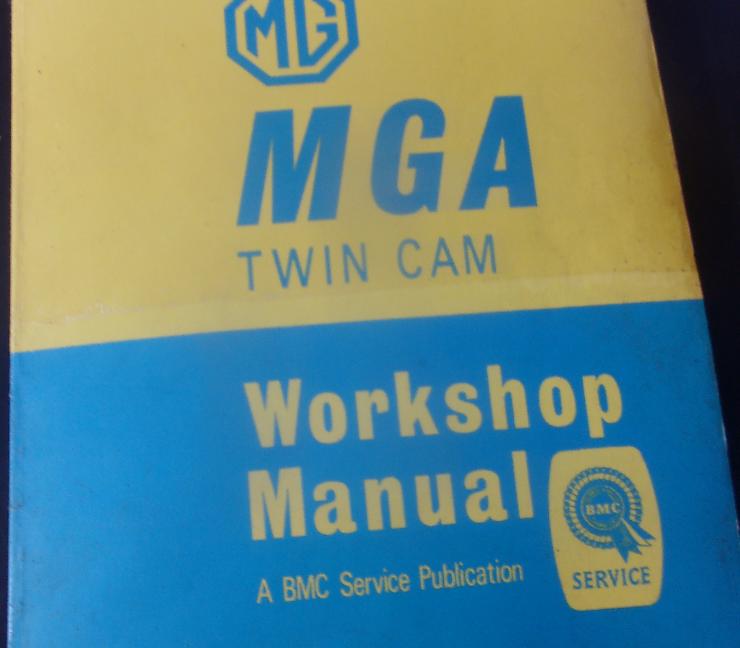 MG
MGA
TWIN CAM
Workshop
Manual
A BMC Service Publication
BMC
SERVICE